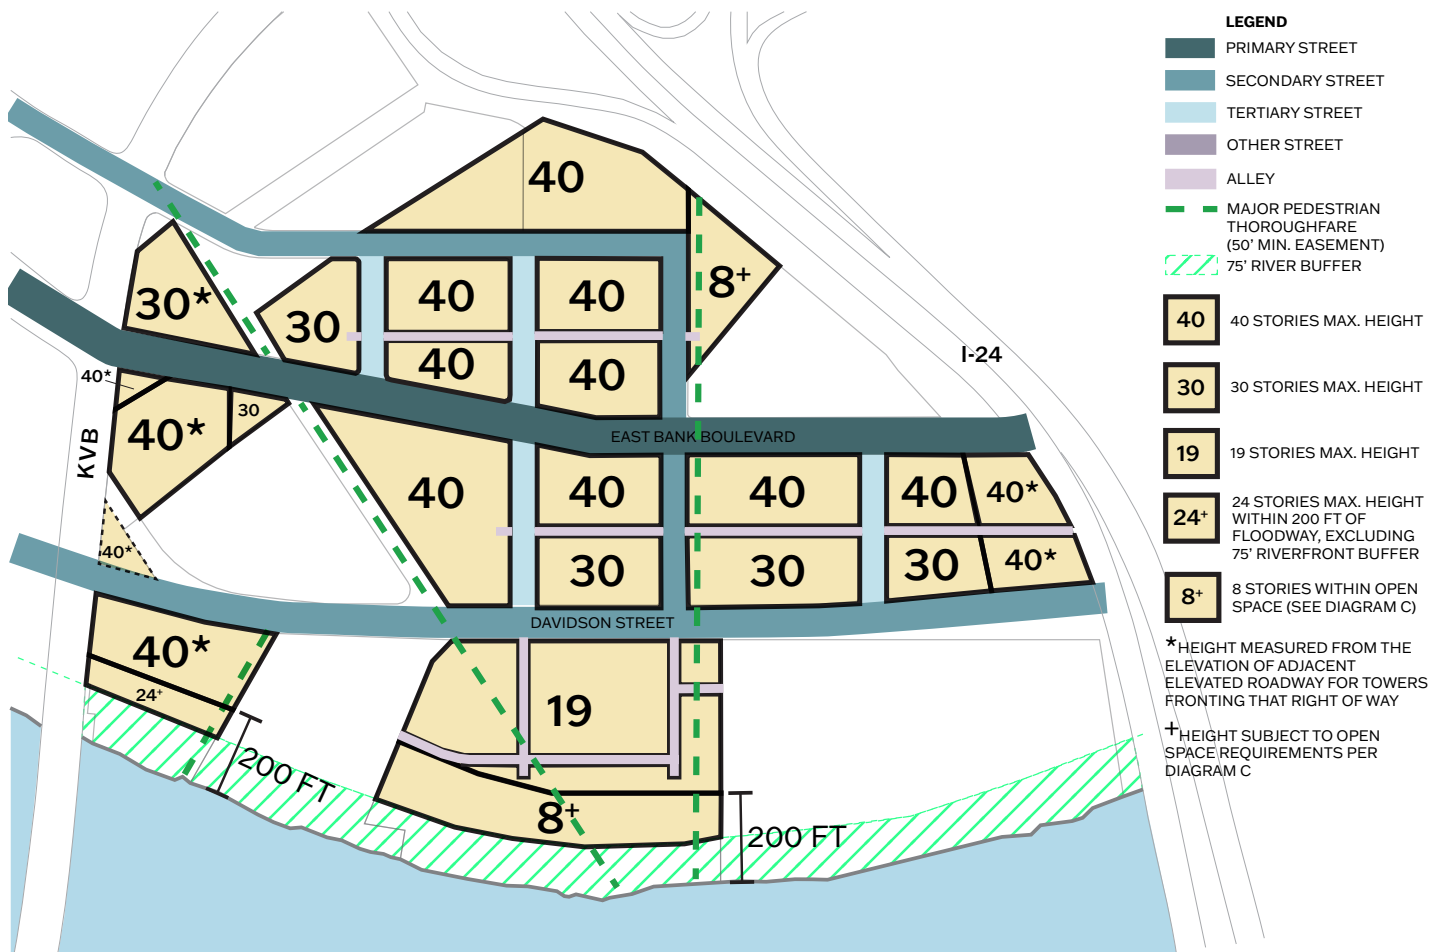 LEGEND
PRIMARY STREET
SECONDARY STREET
TERTIARY STREET
OTHER STREET
ALLEY
MAJOR PEDESTRIAN
THOROUGHFARE
(50' MIN. EASEMENT)
75' RIVER BUFFER
40
40 STORIES MAX. HEIGHT
30
30 STORIES MAX. HEIGHT
19
19 STORIES MAX. HEIGHT
24+
24 STORIES MAX. HEIGHT
WITHIN 200 FT OF
FLOODWAY, EXCLUDING
75' RIVERFRONT BUFFER
8+
8 STORIES WITHIN OPEN
SPACE (SEE DIAGRAM C)
*HEIGHT MEASURED FROM THE
ELEVATION OF ADJACENT
ELEVATED ROADWAY FOR TOWERS
FRONTING THAT RIGHT OF WAY
+HEIGHT SUBJECT TO OPEN
SPACE REQUIREMENTS PER
DIAGRAM C
40
8+
30*
30
40
40
40
40
I-24
40*
30
40*
KVB
EAST BANK BOULEVARD
40
40
40
40
40*
40*
30
30
30
40*
DAVIDSON STREET
40*
24+
19
200 FT
8+
200 FT